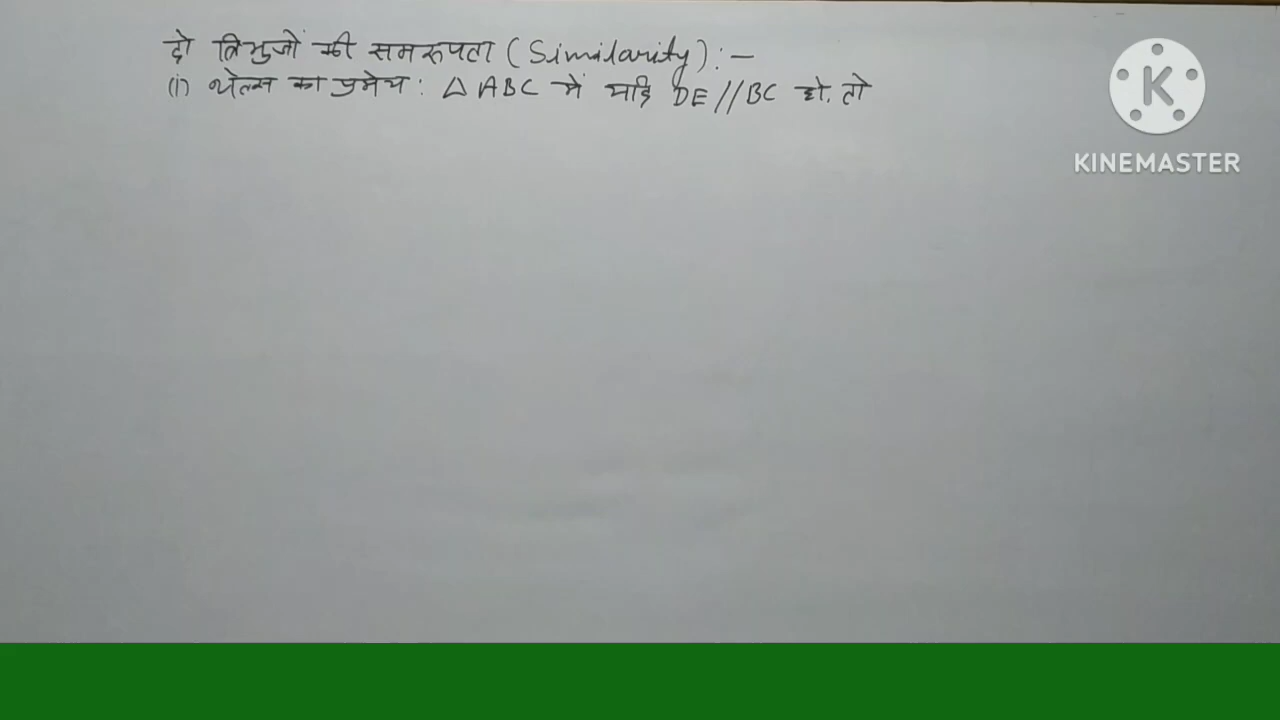 दो त्रिभुजों की समरुपता (Similarity) : —
(i) थेल्स का प्रमेय : △ ABC में यदि DE // BC हो. तो
K
KINEMASTER